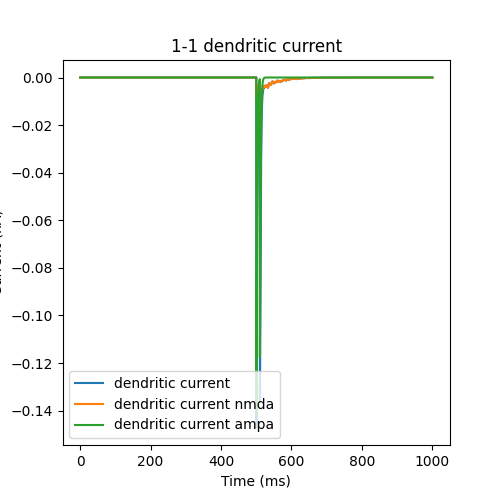 1-1 dendritic current
0.00
−0.02
−0.04
−0.06
−0.08
−0.10
−0.12
−0.14
dendritic current
dendritic current nmda
dendritic current ampa
0
200
400
600
800
1000
Time (ms)